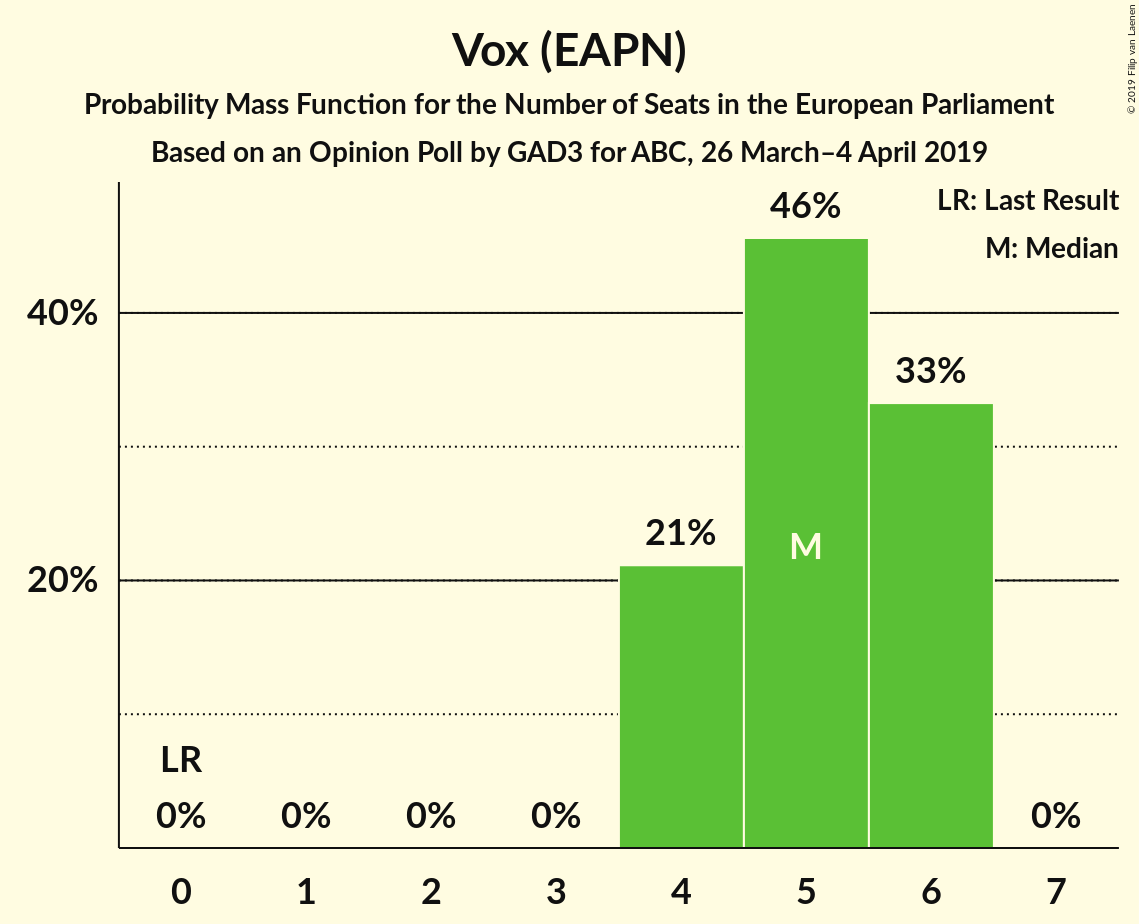 Vox (EAPN)
Probability Mass Function for the Number of Seats in the European Parliament
Based on an Opinion Poll by GAD3 for ABC, 26 March–4 April 2019
© 2019 Filip van Laenen
LR: Last Result
M: Median
46%
40%
33%
21%
M
20%
LR
0%
0%
0%
0%
0%
0
1
2
3
4
5
6
7